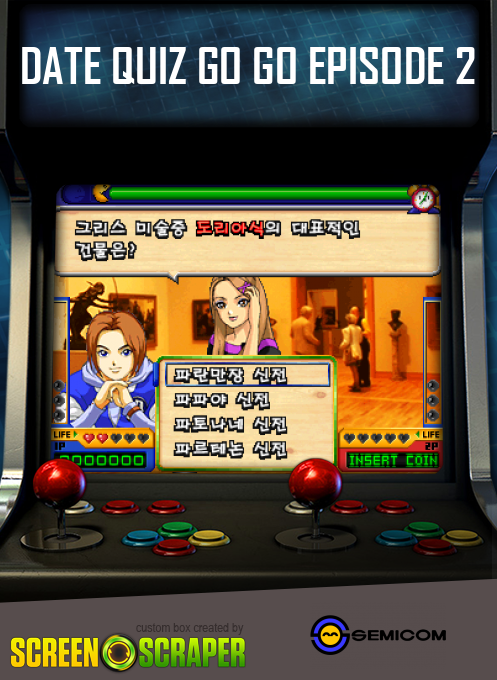 DATE QUIZ GO GO EPISODE 2
그리스 미술중 도리아식의 대표적인
건물은?
파란만장 신전
파파야 신전
파토나네 신전
파르테논 신전
LIFE
LIFE
1P
2P
0000000
INSERT COIN
custom box created by
SCREEN SCRAPER
SEMICOM